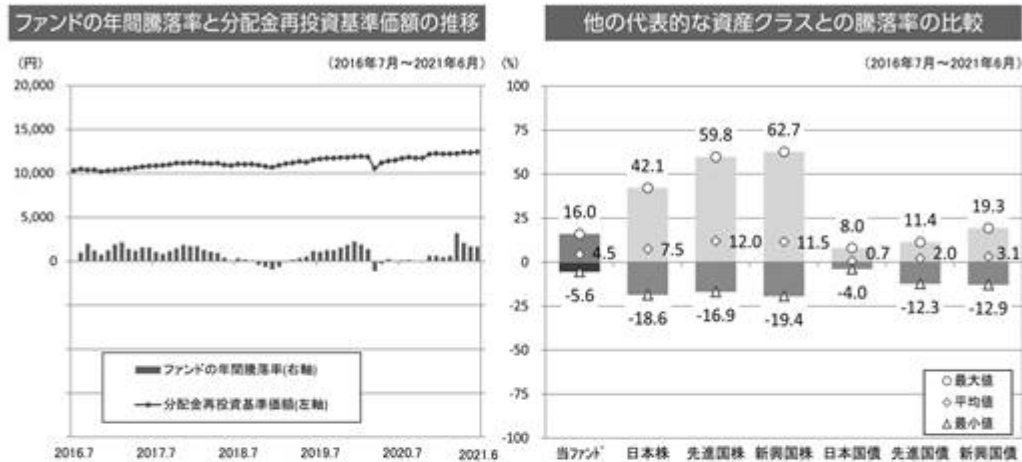 ファンドの年間騰落率と分配金再投資基準価額の推移
(円)
(2016年7月～2021年6月)
20,000
15,000
10,000
5,000
0
ファンドの年間騰落率(右軸)
分配金再投資基準価額(左軸)
2016.7 2017.7 2018.7 2019.7 2020.7 2021.6
他の代表的な資産クラスとの騰落率の比較
(%)
(2016年7月～2021年6月)
100
75
50
25
0
-25
-50
-75
-100
16.0 42.1 59.8 62.7 8.0 11.4 19.3
4.5 7.5 12.0 11.5 0.7 2.0 3.1
-5.6 -18.6 -16.9 -19.4 -4.0 -12.3 -12.9
最大値
平均値
最小値
当ファンド 日本株 先進国株 新興国株 日本国債 先進国債 新興国債